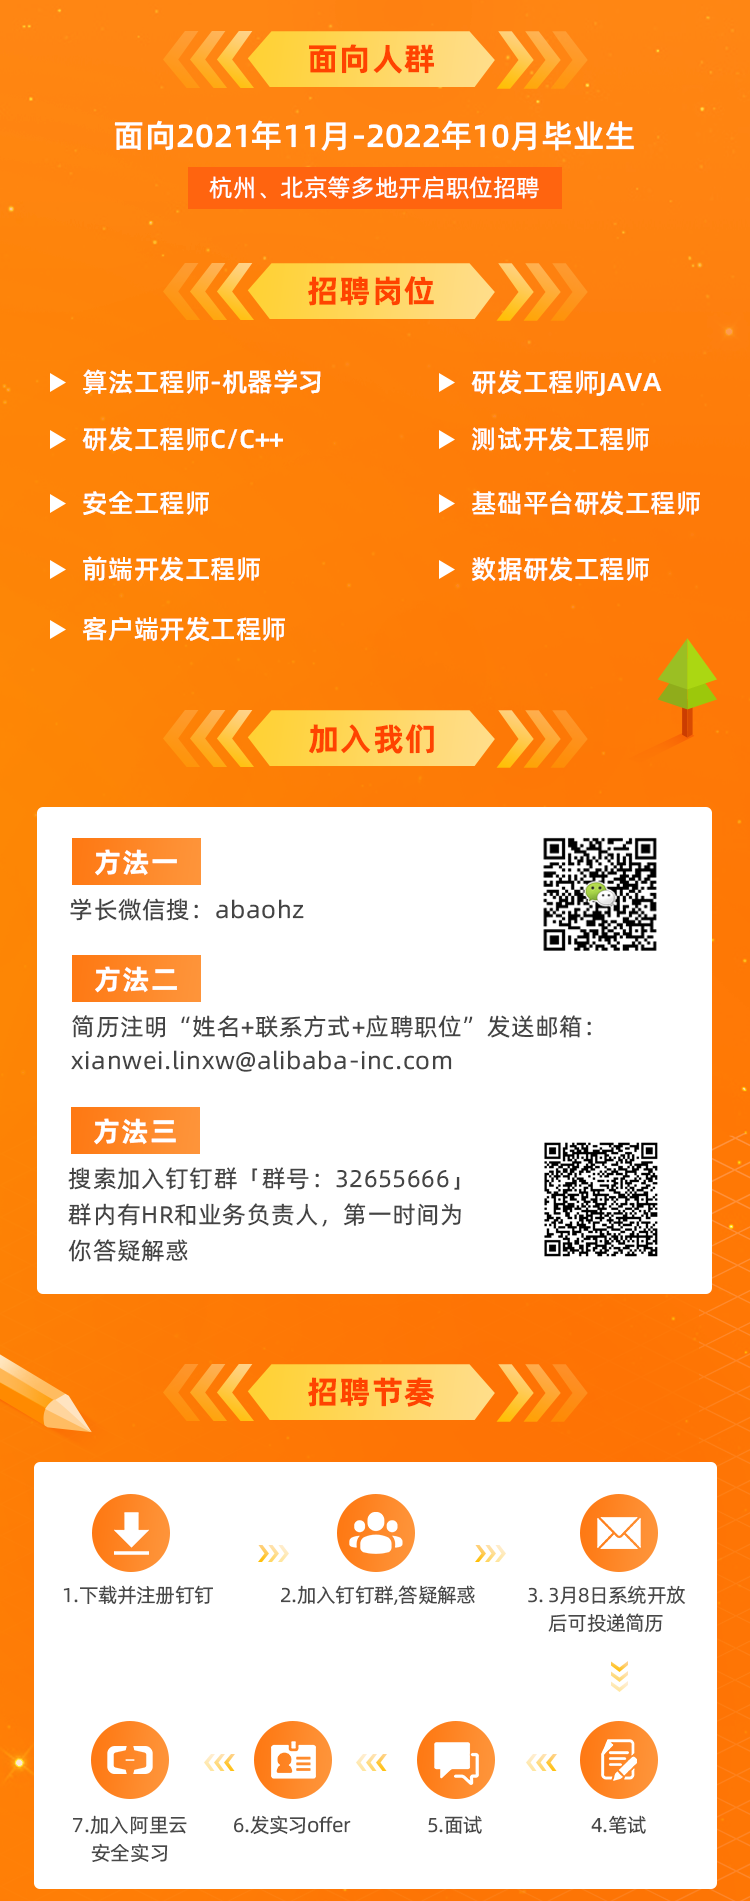 面向人群
面向2021年11月-2022年10月毕业生
杭州、北京等多地开启职位招聘
招聘岗位
算法工程师-机器学习
研发工程师JAVA
研发工程师C/C++
测试开发工程师
安全工程师
基础平台研发工程师
前端开发工程师
数据研发工程师
客户端开发工程师
加入我们
方法一
学长微信搜：abaohz
方法二
简历注明“姓名+联系方式+应聘职位”发送邮箱：
xianwei.linxw@alibaba-inc.com
方法三
搜索加入钉钉群「群号：32655666」
群内有HR和业务负责人，第一时间为
你答疑解惑
招聘节奏
1.下载并注册钉钉
2.加入钉钉群,答疑解惑
3. 3月8日系统开放
后可投递简历
7.加入阿里云
安全实习
6.发实习offer
5.面试
4.笔试